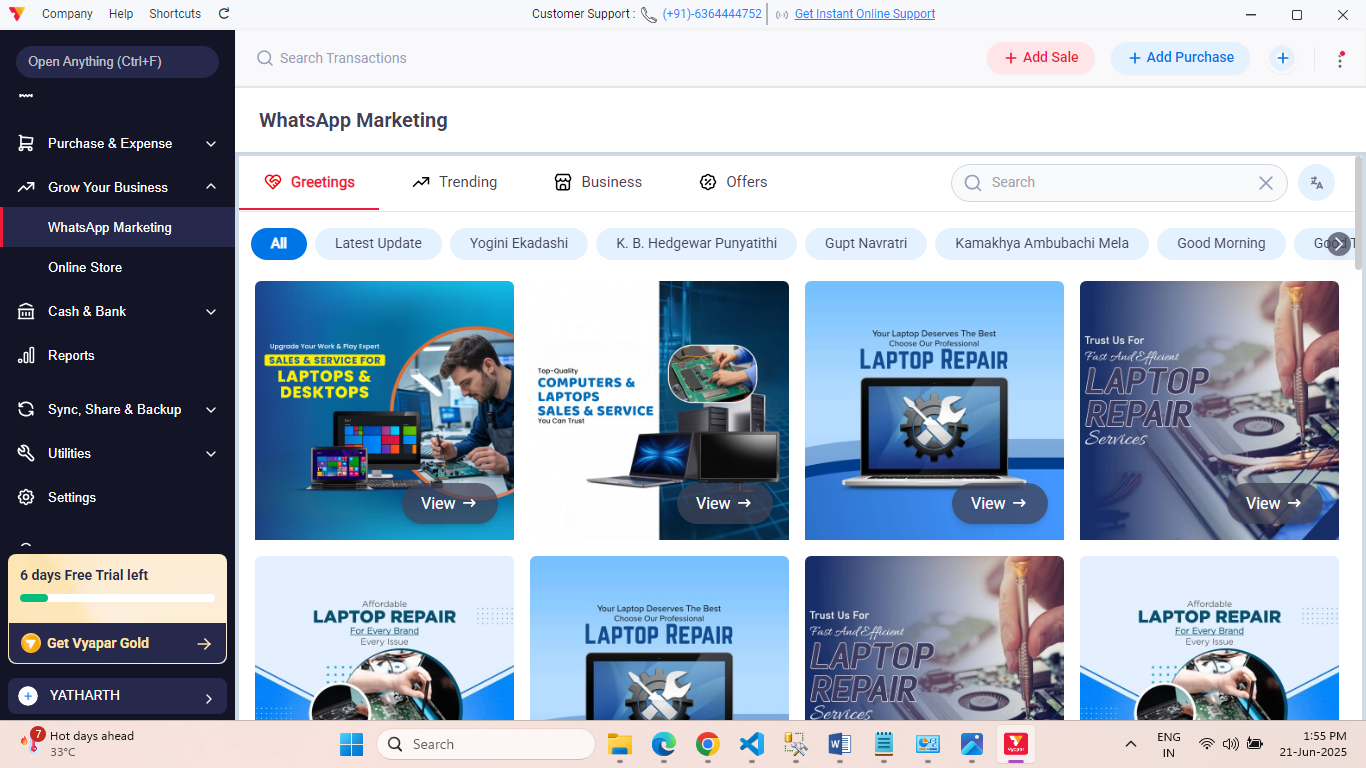 Company Help Shortcuts
Customer Support : (+91)-6364444752 Get Instant Online Support
Open Anything (Ctrl+F)
Search Transactions
+ Add Sale
+ Add Purchase
Purchase & Expense
Grow Your Business
WhatsApp Marketing
Online Store
Cash & Bank
Reports
Sync, Share & Backup
Utilities
Settings
6 days Free Trial left
Get Vyapar Gold
YATHARTH
WhatsApp Marketing
Greetings Trending Business Offers
Search
All Latest Update Yogini Ekadashi K. B. Hedgewar Punyatithi Gupt Navratri Kamakhya Ambubachi Mela Good Morning
Upgrade Your Work & Play Expert
SALES & SERVICE FOR
LAPTOPS &
DESKTOPS
View →
Top-Quality
COMPUTERS &
LAPTOPS
SALES & SERVICE
You Can Trust
View →
Your Laptop Deserves The Best
Choose Our Professional
LAPTOP REPAIR
View →
Trust Us For
Fast And Efficient
LAPTOP
REPAIR
Services
View →
Affordable
LAPTOP REPAIR
For Every Brand
Every Issue
Your Laptop Deserves The Best
Choose Our Professional
LAPTOP REPAIR
Trust Us For
Fast And Efficient
LAPTOP
REPAIR
Services
Affordable
LAPTOP REPAIR
For Every Brand
Every Issue
7
Hot days ahead
33°C
Search
Vyapar
ENG
IN
1:55 PM
21-Jun-2025